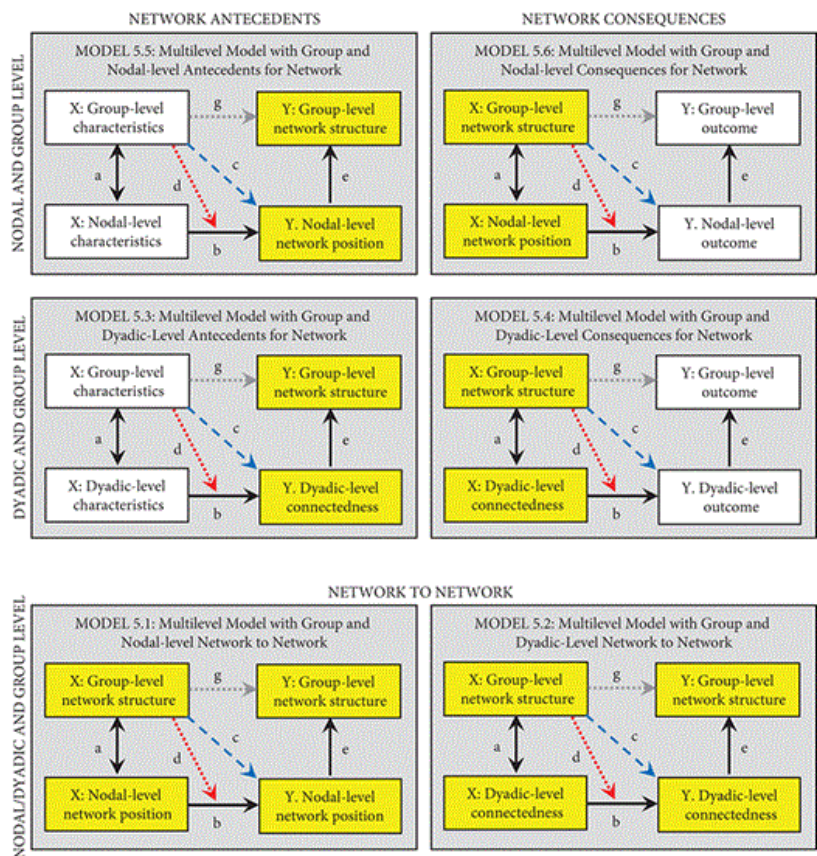 NETWORK ANTECEDENTS
NETWORK CONSEQUENCES
NODAL AND GROUP LEVEL
MODEL 5.5: Multilevel Model with Group and
Nodal-level Antecedents for Network
X: Group-level
characteristics
g
Y: Group-level
network structure
a
d
c
e
X: Nodal-level
characteristics
b
Y. Nodal-level
network position
MODEL 5.6: Multilevel Model with Group and
Nodal-level Consequences for Network
X: Group-level
network structure
g
Y: Group-level
outcome
a
d
c
e
X: Nodal-level
network position
b
Y. Nodal-level
outcome
DYADIC AND GROUP LEVEL
MODEL 5.3: Multilevel Model with Group and
Dyadic-Level Antecedents for Network
X: Group-level
characteristics
g
Y: Group-level
network structure
a
d
c
e
X: Dyadic-level
characteristics
b
Y. Dyadic-level
connectedness
MODEL 5.4: Multilevel Model with Group and
Dyadic-Level Consequences for Network
X: Group-level
network structure
g
Y: Group-level
outcome
a
d
c
e
X: Dyadic-level
connectedness
b
Y. Dyadic-level
outcome
NETWORK TO NETWORK
NODAL/DYADIC AND GROUP LEVEL
MODEL 5.1: Multilevel Model with Group and
Nodal-level Network to Network
X: Group-level
network structure
g
Y: Group-level
network structure
a
d
c
e
X: Nodal-level
network position
b
Y. Nodal-level
network position
MODEL 5.2: Multilevel Model with Group and
Dyadic-Level Network to Network
X: Group-level
network structure
g
Y: Group-level
network structure
a
d
c
e
X: Dyadic-level
connectedness
b
Y. Dyadic-level
connectedness